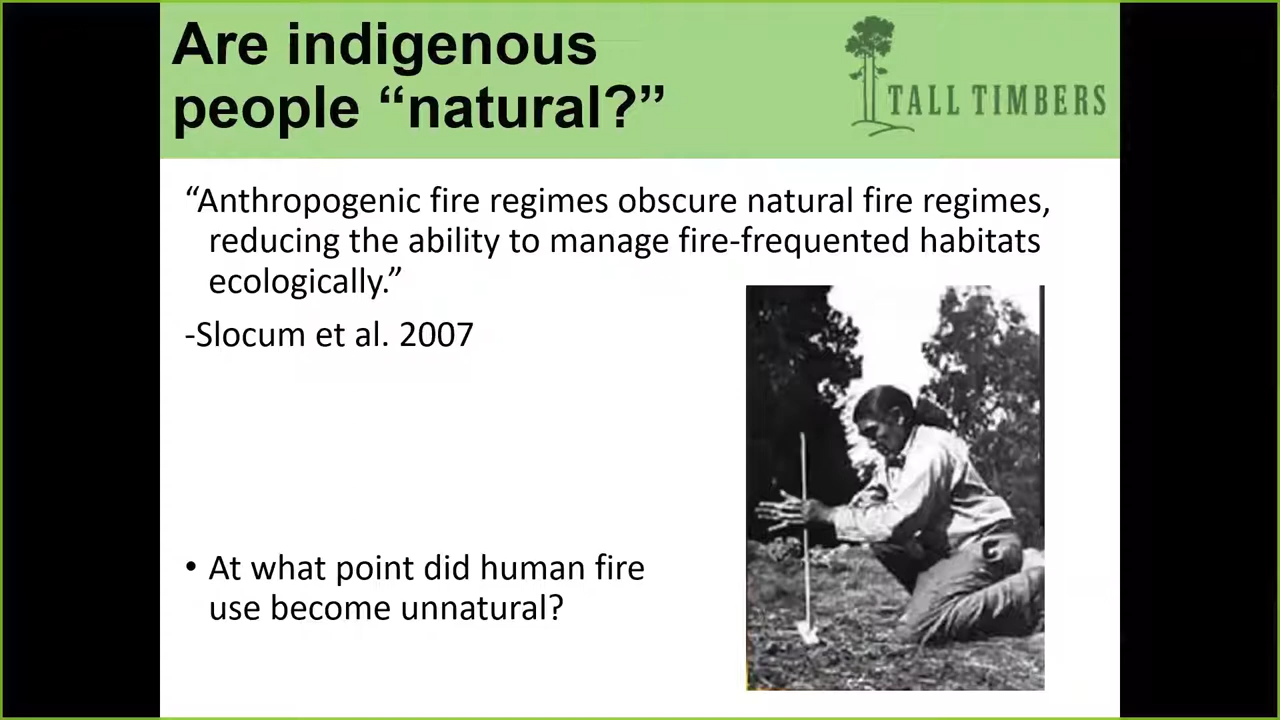 Are indigenous
people “natural?”
TALL TIMBERS
“Anthropogenic fire regimes obscure natural fire regimes,
reducing the ability to manage fire-frequented habitats
ecologically.”
-Slocum et al. 2007
• At what point did human fire
use become unnatural?